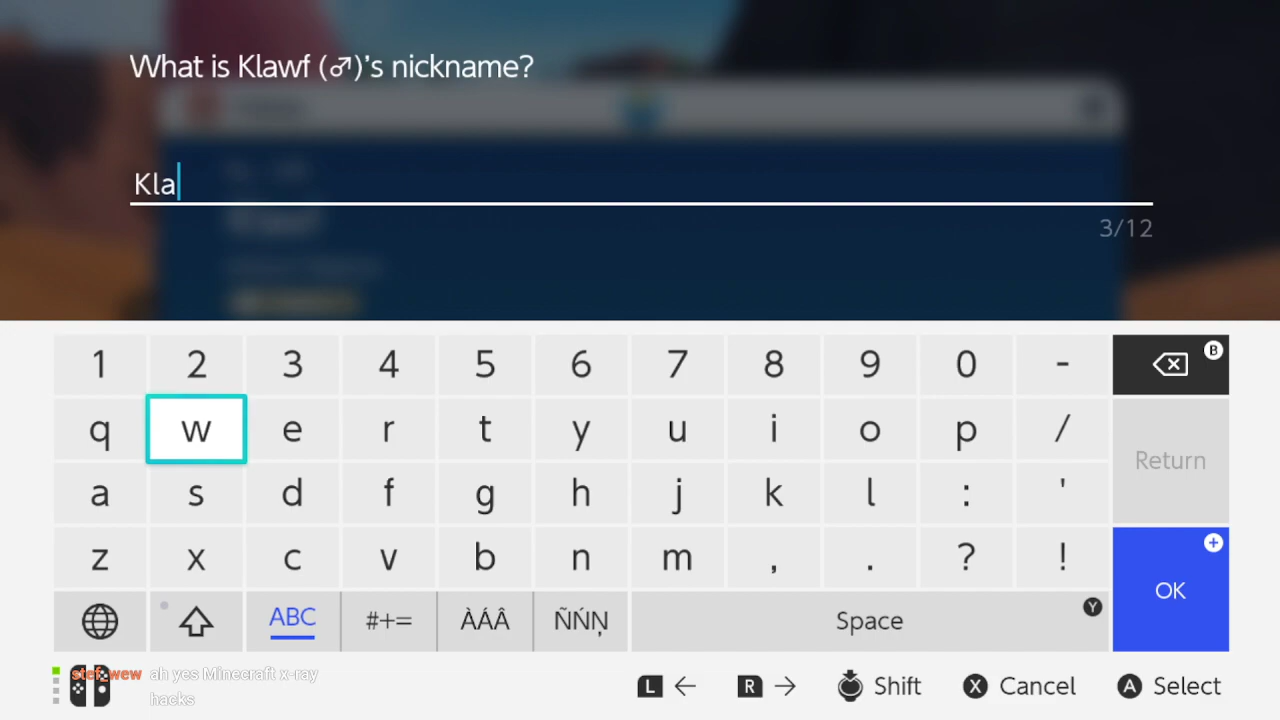 What is Klawf (♂)'s nickname?
Kla
3/12
1 2 3 4 5 6 7 8 9 0 -
B
q w e r t y u i o p /
Return
a s d f g h j k l : '
z x c v b n m , . ? !
+
OK
ABC #+= ÀÁÂ ÑŃŅ Space Y
stef_wew ah yes Minecraft x-ray
hacks
L ← R → Shift X Cancel A Select